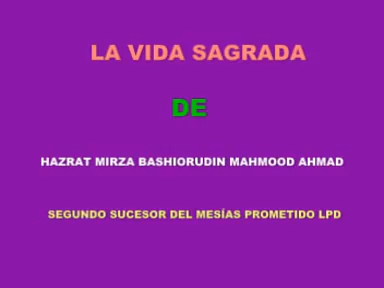 LA VIDA SAGRADA
DE
HAZRAT MIRZA BASHIORUDIN MAHMOOD AHMAD
SEGUNDO SUCESOR DEL MESÍAS PROMETIDO LPD